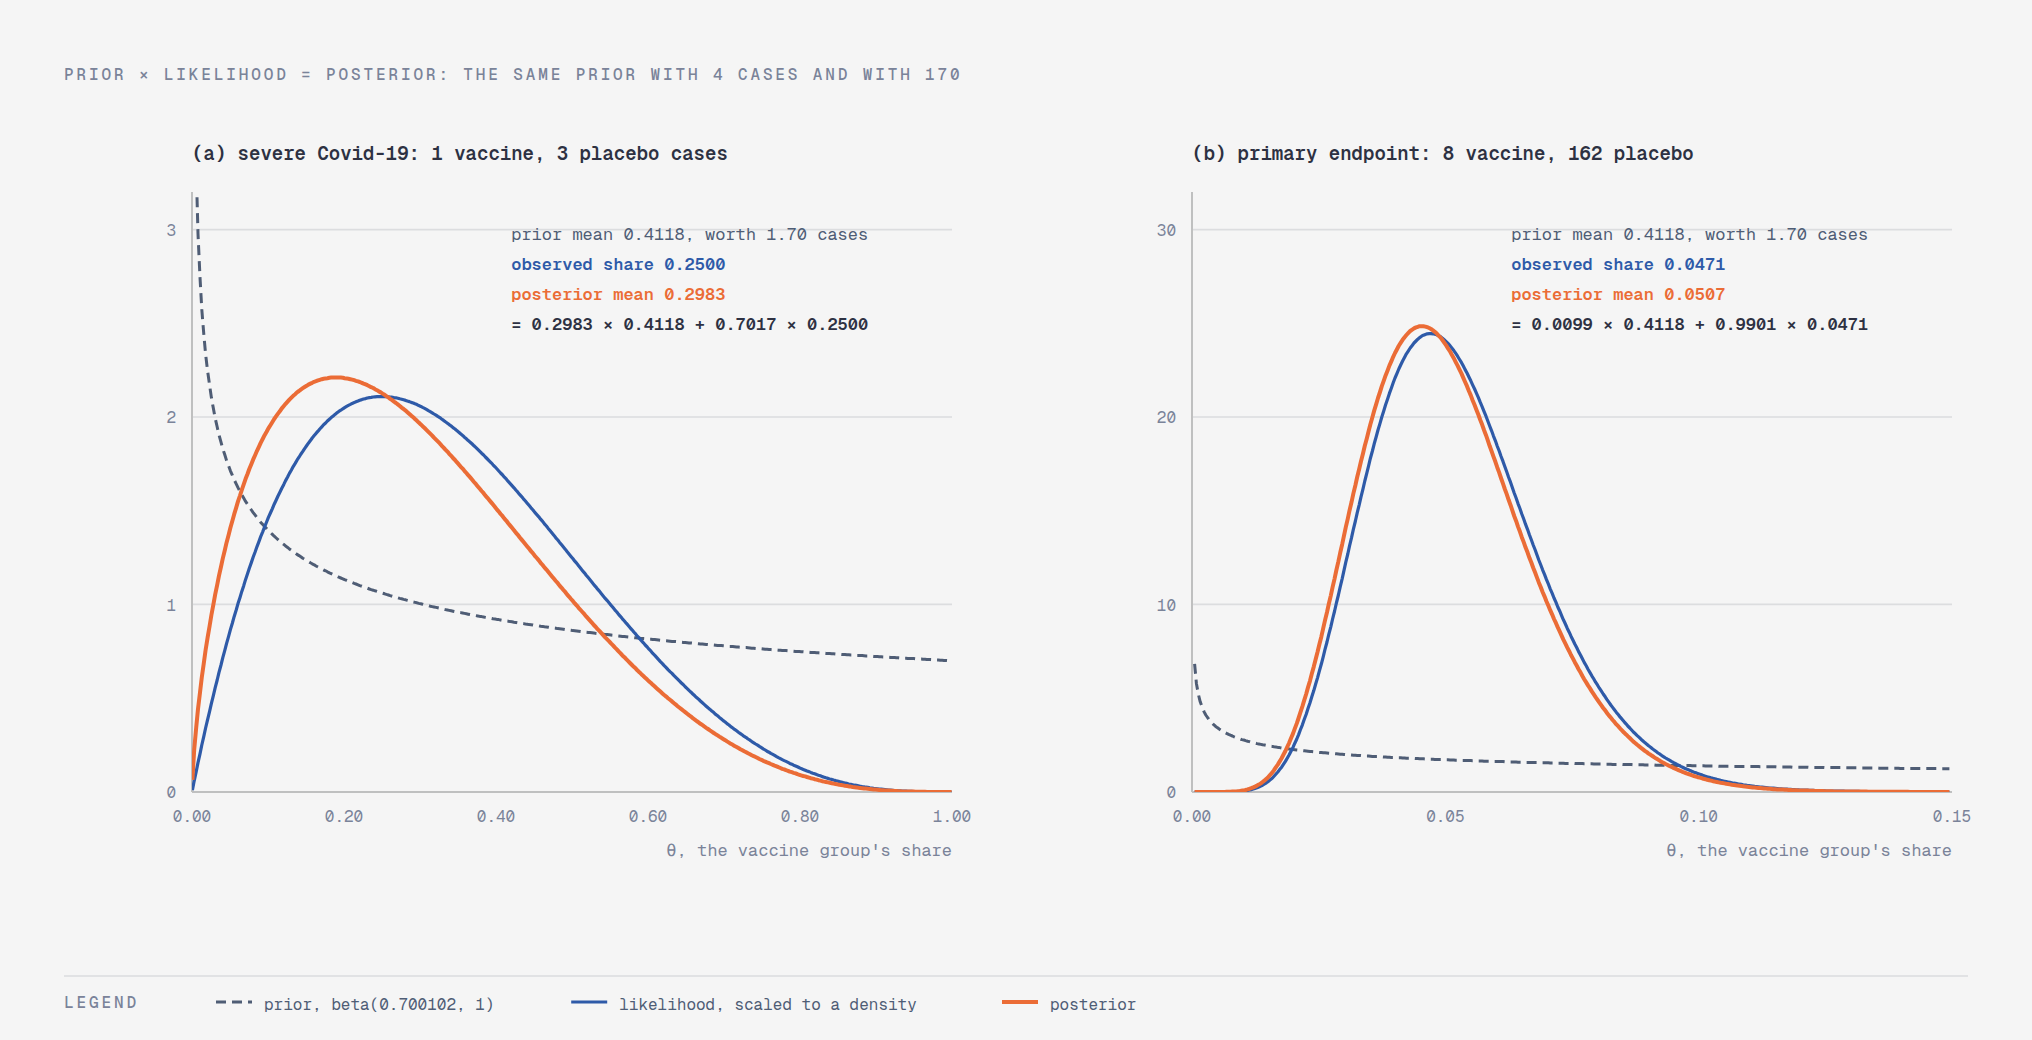 PRIOR × LIKELIHOOD = POSTERIOR: THE SAME PRIOR WITH 4 CASES AND WITH 170
(a) severe Covid-19: 1 vaccine, 3 placebo cases
3
2
1
0
prior mean 0.4118, worth 1.70 cases
observed share 0.2500
posterior mean 0.2983
= 0.2983 × 0.4118 + 0.7017 × 0.2500
0.00 0.20 0.40 0.60 0.80 1.00
θ, the vaccine group's share
(b) primary endpoint: 8 vaccine, 162 placebo
30
20
10
0
prior mean 0.4118, worth 1.70 cases
observed share 0.0471
posterior mean 0.0507
= 0.0099 × 0.4118 + 0.9901 × 0.0471
0.00 0.05 0.10 0.15
θ, the vaccine group's share
LEGEND prior, beta(0.700102, 1) likelihood, scaled to a density posterior